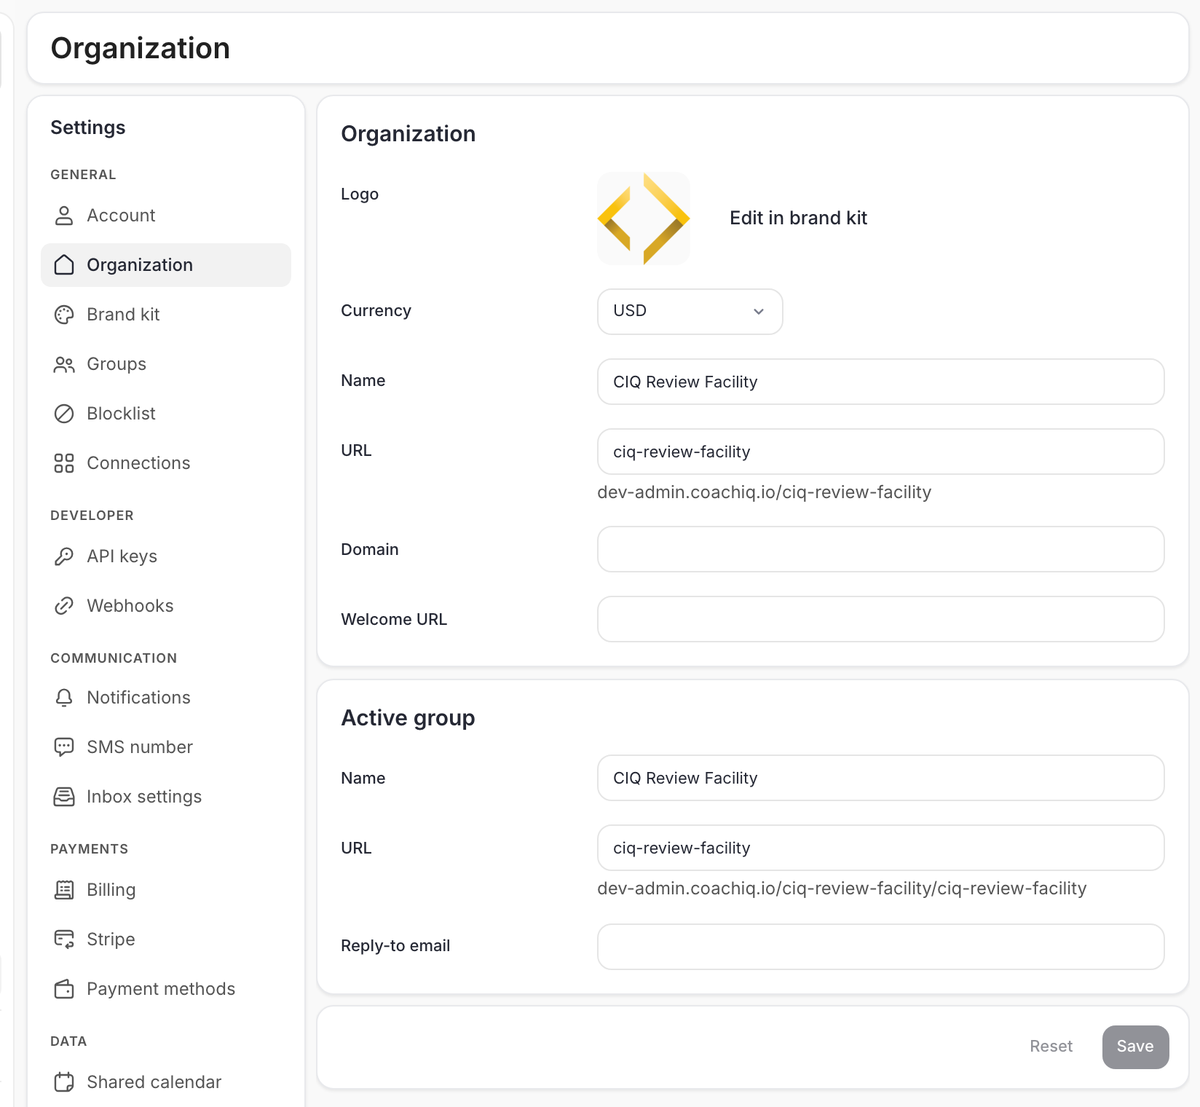 Organization
Settings
GENERAL
Account
Organization
Brand kit
Groups
Blocklist
Connections
DEVELOPER
API keys
Webhooks
COMMUNICATION
Notifications
SMS number
Inbox settings
PAYMENTS
Billing
Stripe
Payment methods
DATA
Shared calendar
Organization
Logo
Edit in brand kit
Currency
USD
Name
CIQ Review Facility
URL
ciq-review-facility
dev-admin.coachiq.io/ciq-review-facility
Domain
Welcome URL
Active group
Name
CIQ Review Facility
URL
ciq-review-facility
dev-admin.coachiq.io/ciq-review-facility/ciq-review-facility
Reply-to email
Reset
Save